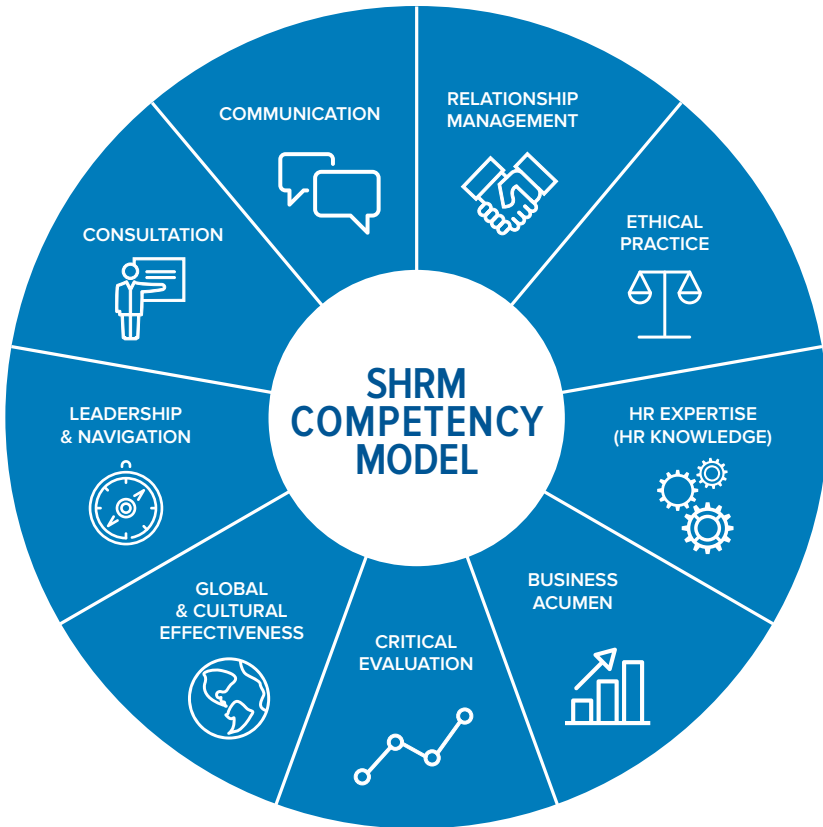 COMMUNICATION
RELATIONSHIP
MANAGEMENT
ETHICAL
PRACTICE
HR EXPERTISE
(HR KNOWLEDGE)
BUSINESS
ACUMEN
CRITICAL
EVALUATION
GLOBAL
& CULTURAL
EFFECTIVENESS
LEADERSHIP
& NAVIGATION
CONSULTATION
SHRM
COMPETENCY
MODEL